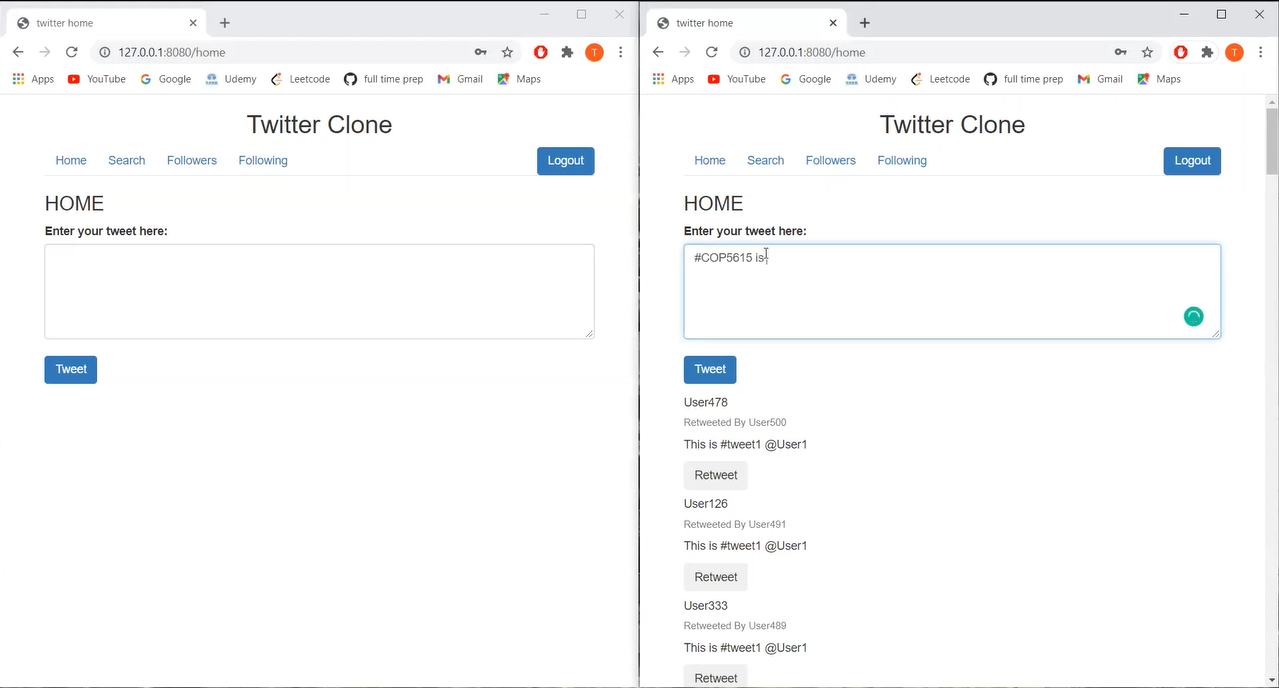 twitter home
127.0.0.1:8080/home
T
Apps YouTube Google Udemy Leetcode full time prep Gmail Maps
Twitter Clone
Home Search Followers Following Logout
HOME
Enter your tweet here:
Tweet
twitter home
127.0.0.1:8080/home
T
Apps YouTube Google Udemy Leetcode full time prep Gmail Maps
Twitter Clone
Home Search Followers Following Logout
HOME
Enter your tweet here:
#COP5615 is
Tweet
User478
Retweeted By User500
This is #tweet1 @User1
Retweet
User126
Retweeted By User491
This is #tweet1 @User1
Retweet
User333
Retweeted By User489
This is #tweet1 @User1
Retweet